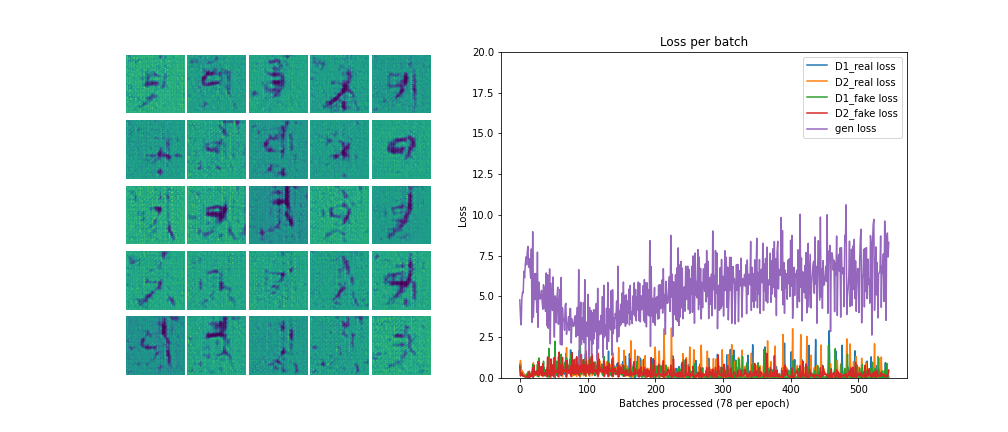 Loss per batch
20.0
17.5
15.0
12.5
10.0
7.5
5.0
2.5
0.0
Loss
D1_real loss
D2_real loss
D1_fake loss
D2_fake loss
gen loss
0 100 200 300 400 500
Batches processed (78 per epoch)